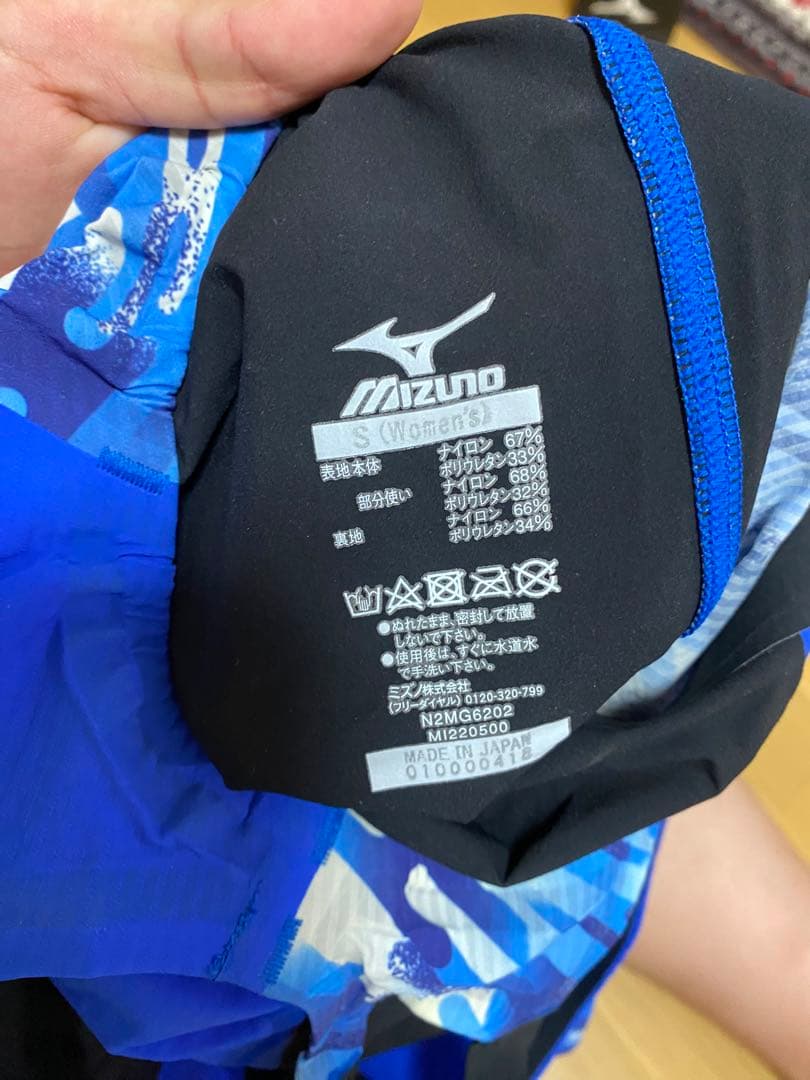 MIZUNO
S (Women's)
表地本体 ナイロン 67%
ポリウレタン33%
部分使い ナイロン 68%
ポリウレタン32%
裏地 ナイロン 66%
ポリウレタン 34%
●ぬれたまま、密封して放置
しないで下さい。
●使用後は、すぐに水道水
で手洗い下さい。
ミズノ株式会社
(フリーダイヤル) 0120-320-799
N2MG6202
MI220500
MADE IN JAPAN
010000418